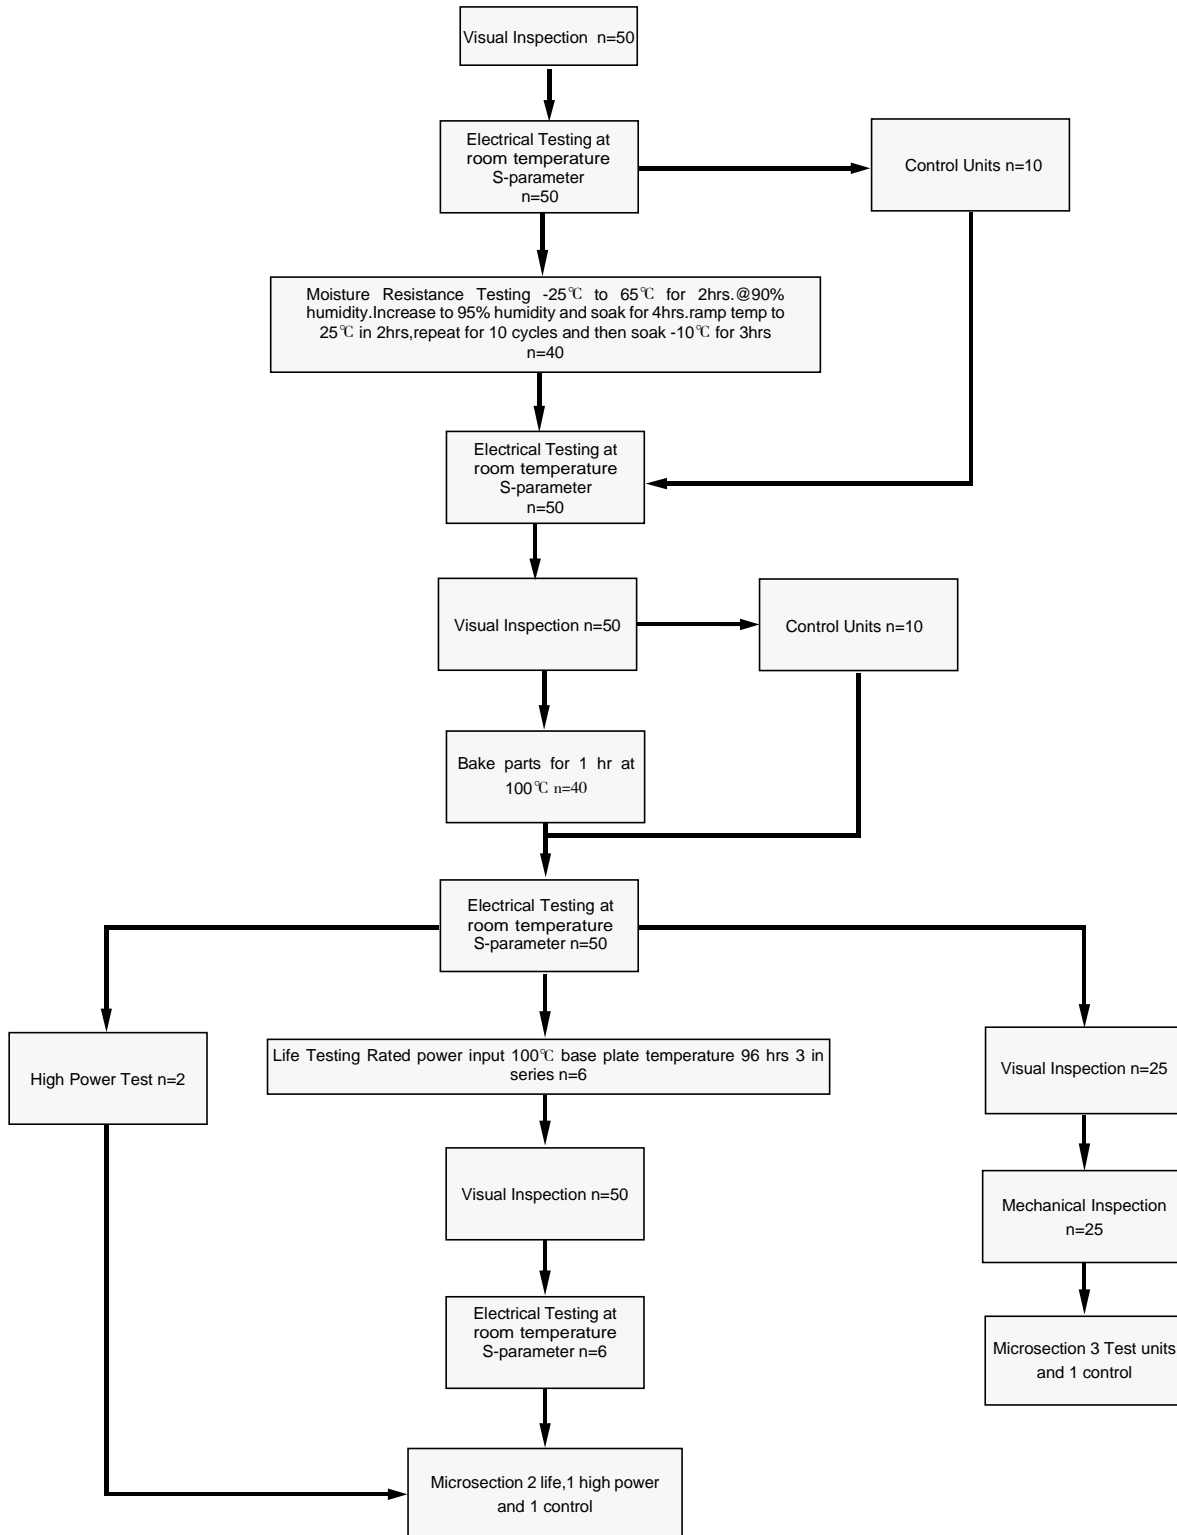 Visual Inspection n=50
Electrical Testing at
room temperature
S-parameter
n=50
Control Units n=10
Moisture Resistance Testing -25℃ to 65℃ for 2hrs.@90%
humidity.Increase to 95% humidity and soak for 4hrs.ramp temp to
25℃ in 2hrs,repeat for 10 cycles and then soak -10℃ for 3hrs
n=40
Electrical Testing at
room temperature
S-parameter
n=50
Visual Inspection n=50
Control Units n=10
Bake parts for 1 hr at
100℃ n=40
Electrical Testing at
room temperature
S-parameter n=50
High Power Test n=2
Life Testing Rated power input 100℃ base plate temperature 96 hrs 3 in
series n=6
Visual Inspection n=25
Visual Inspection n=50
Mechanical Inspection
n=25
Electrical Testing at
room temperature
S-parameter n=6
Microsection 3 Test units
and 1 control
Microsection 2 life,1 high power
and 1 control